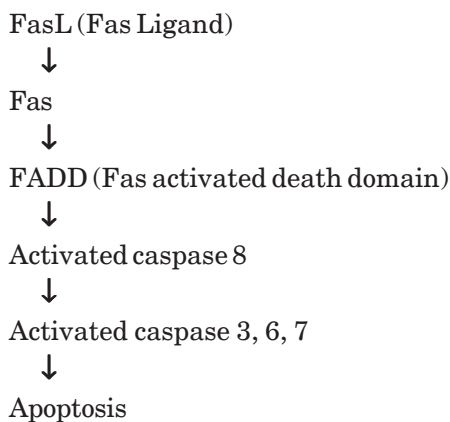 FasL (Fas Ligand)
↓
Fas
↓
FADD (Fas activated death domain)
↓
Activated caspase 8
↓
Activated caspase 3, 6, 7
↓
Apoptosis